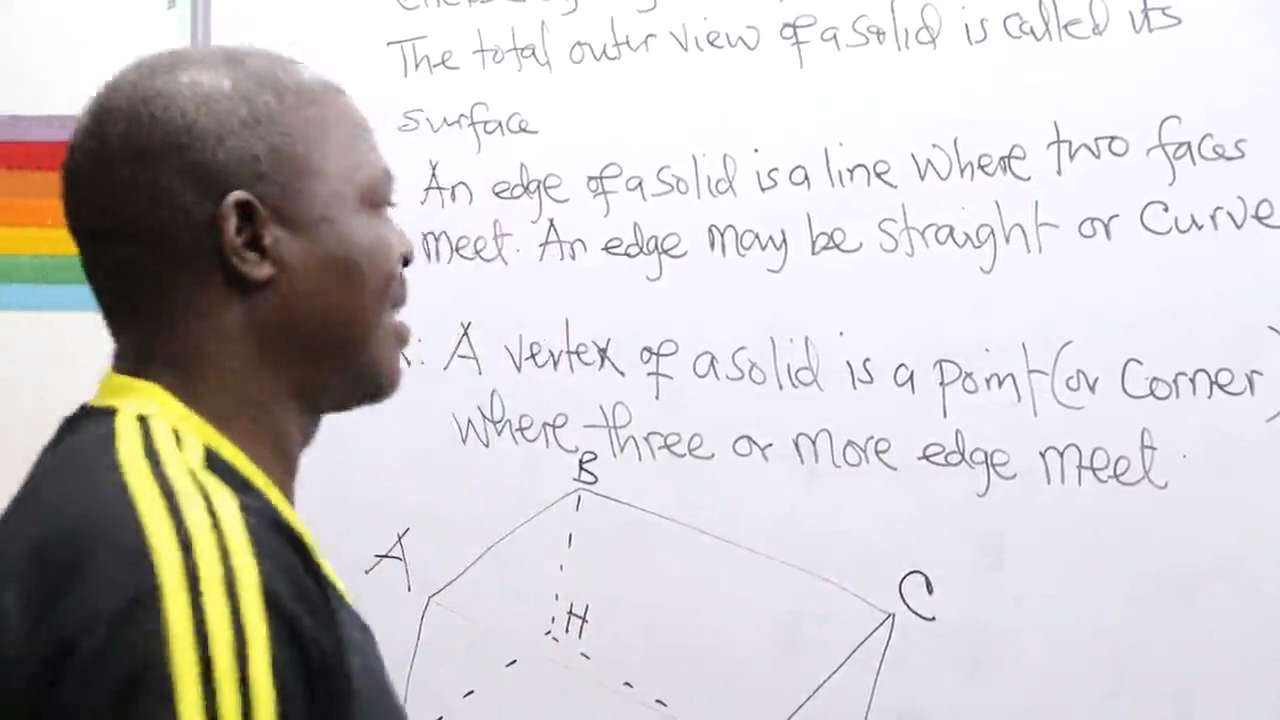 The total outer view of a solid is called its
surface
An edge of a solid is a line where two faces
meet. An edge may be straight or Curve
: A vertex of a solid is a point (or Corner)
where three or more edge meet.
B
A
C
H